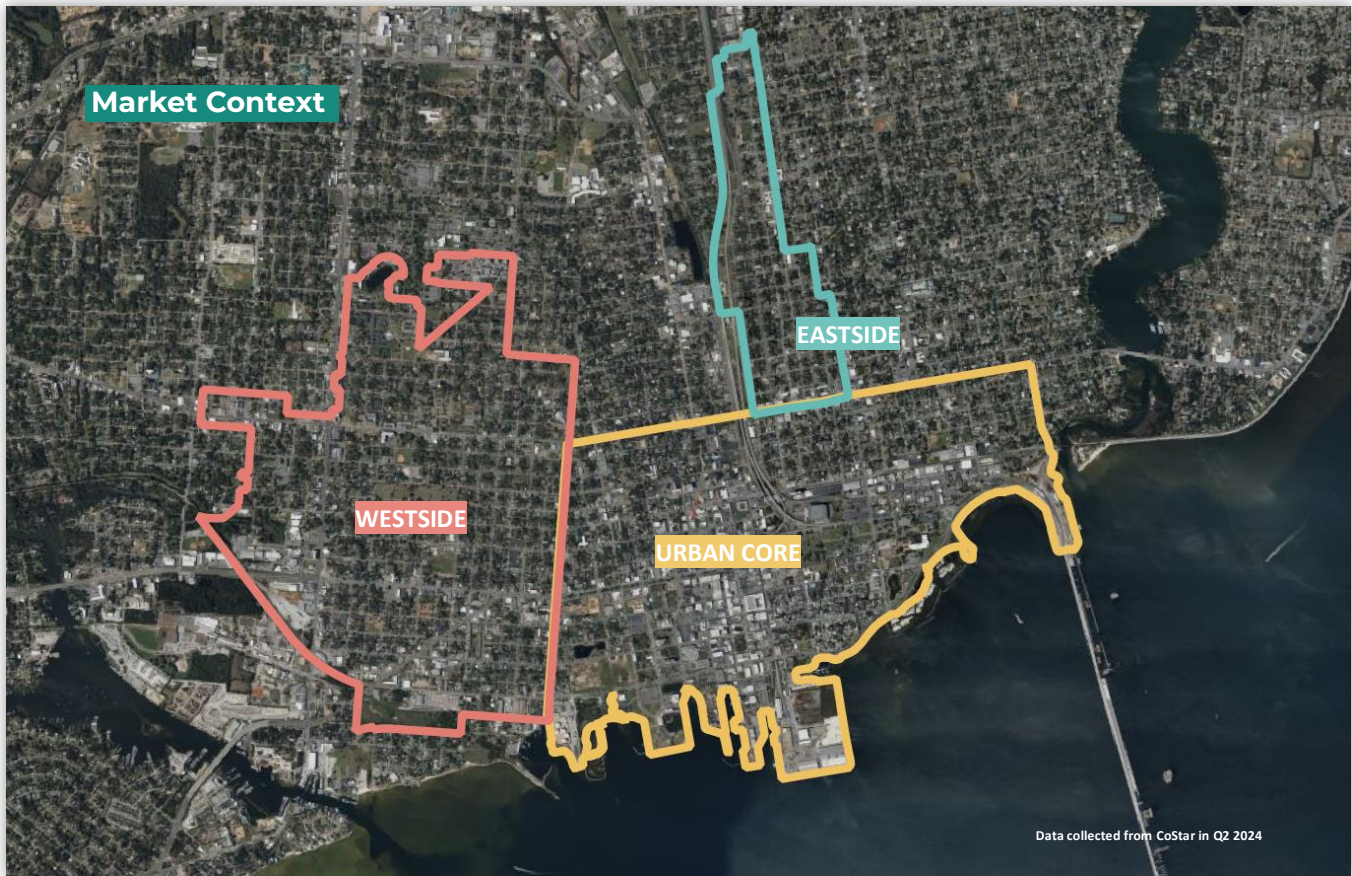 Market Context
EASTSIDE
WESTSIDE
URBAN CORE
Data collected from CoStar in Q2 2024